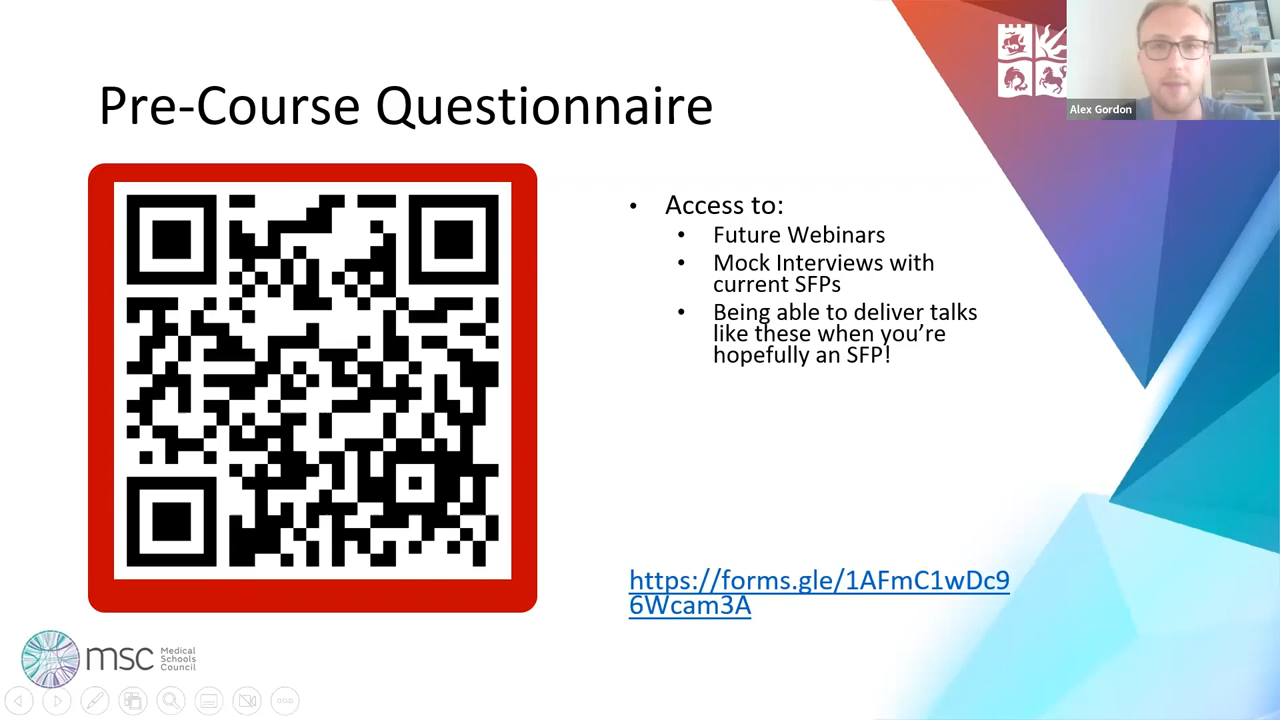 Pre-Course Questionnaire
Alex Gordon
• Access to:
• Future Webinars
• Mock Interviews with
current SFPs
• Being able to deliver talks
like these when you’re
hopefully an SFP!
https://forms.gle/1AFmC1wDc9
6Wcam3A
msc Medical
Schools
Council